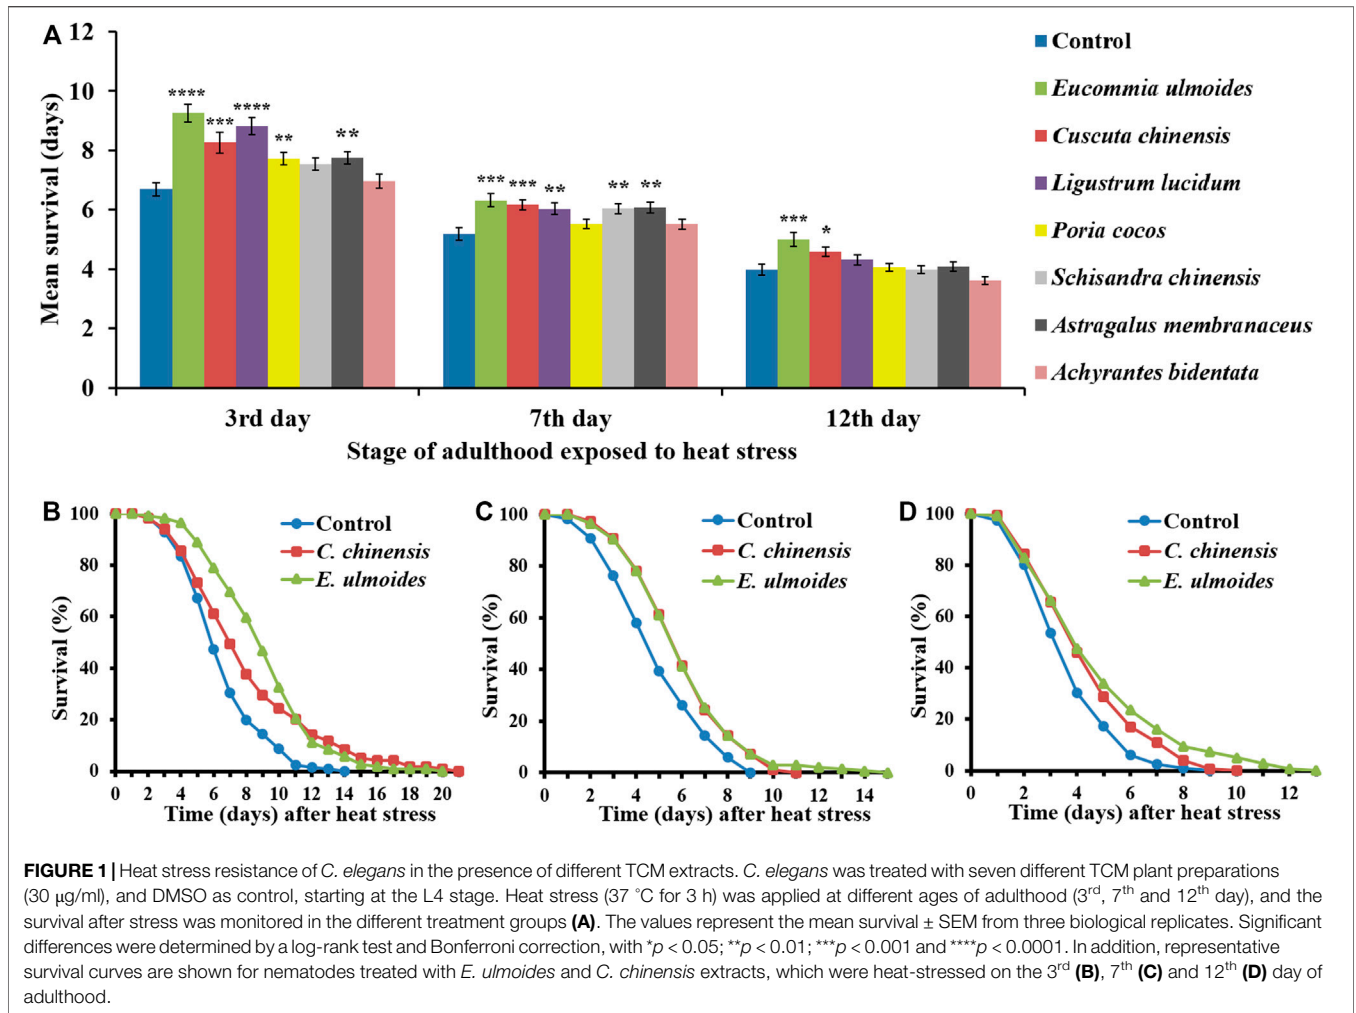 A
12
10
8
6
4
2
0
Mean survival (days)
**** *** **** ** **
*** *** ** ** **
*** *
3rd day 7th day 12th day
Stage of adulthood exposed to heat stress
Control
Eucommia ulmoides
Cuscuta chinensis
Ligustrum lucidum
Poria cocos
Schisandra chinensis
Astragalus membranaceus
Achyrantes bidentata
B
100
80
60
40
20
0
Survival (%)
Control
C. chinensis
E. ulmoides
0 2 4 6 8 10 12 14 16 18 20
Time (days) after heat stress
C
100
80
60
40
20
0
Survival (%)
Control
C. chinensis
E. ulmoides
0 2 4 6 8 10 12 14
Time (days) after heat stress
D
100
80
60
40
20
0
Survival (%)
Control
C. chinensis
E. ulmoides
0 2 4 6 8 10 12
Time (days) after heat stress
FIGURE 1 | Heat stress resistance of C. elegans in the presence of different TCM extracts. C. elegans was treated with seven different TCM plant preparations
(30 μg/ml), and DMSO as control, starting at the L4 stage. Heat stress (37 °C for 3 h) was applied at different ages of adulthood (3rd, 7th and 12th day), and the
survival after stress was monitored in the different treatment groups (A). The values represent the mean survival ± SEM from three biological replicates. Significant
differences were determined by a log-rank test and Bonferroni correction, with *p < 0.05; **p < 0.01; ***p < 0.001 and ****p < 0.0001. In addition, representative
survival curves are shown for nematodes treated with E. ulmoides and C. chinensis extracts, which were heat-stressed on the 3rd (B), 7th (C) and 12th (D) day of
adulthood.